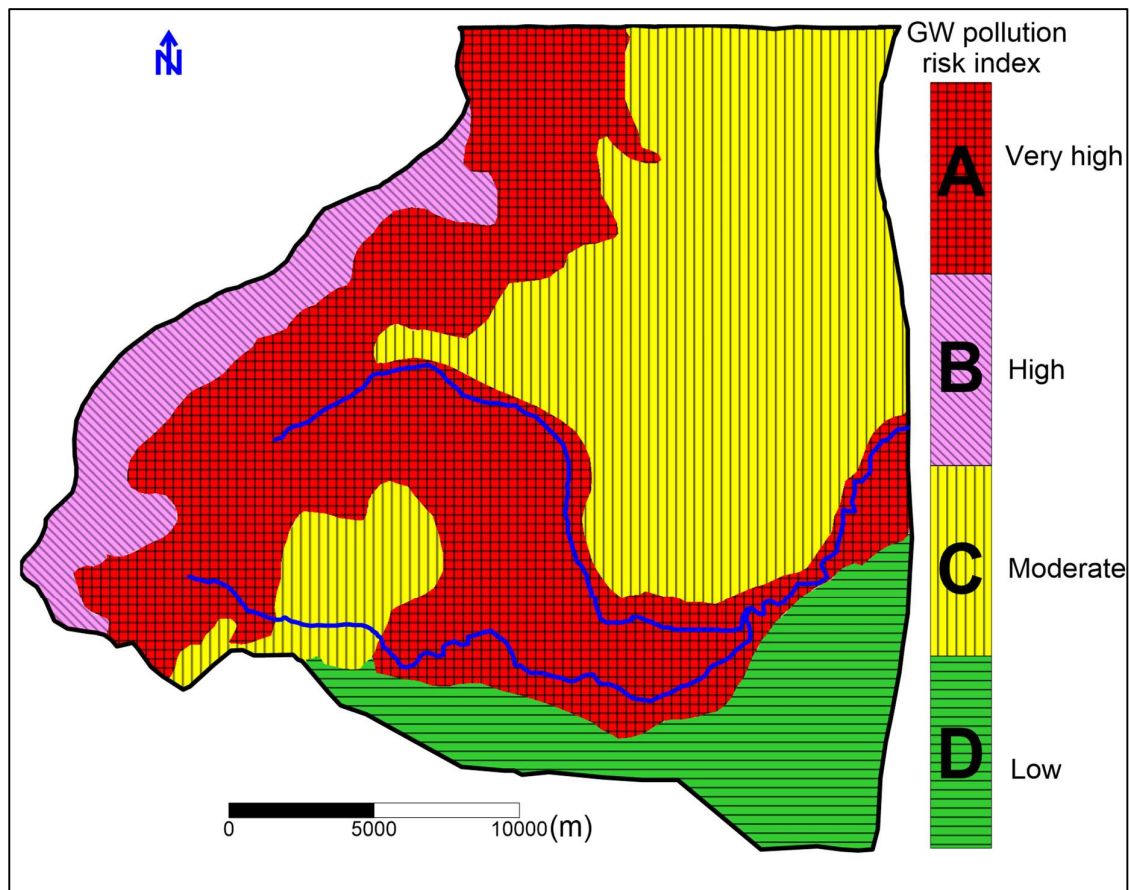 N
GW pollution
risk index
A
Very high
B
High
C
Moderate
D
Low
0 5000 10000 (m)